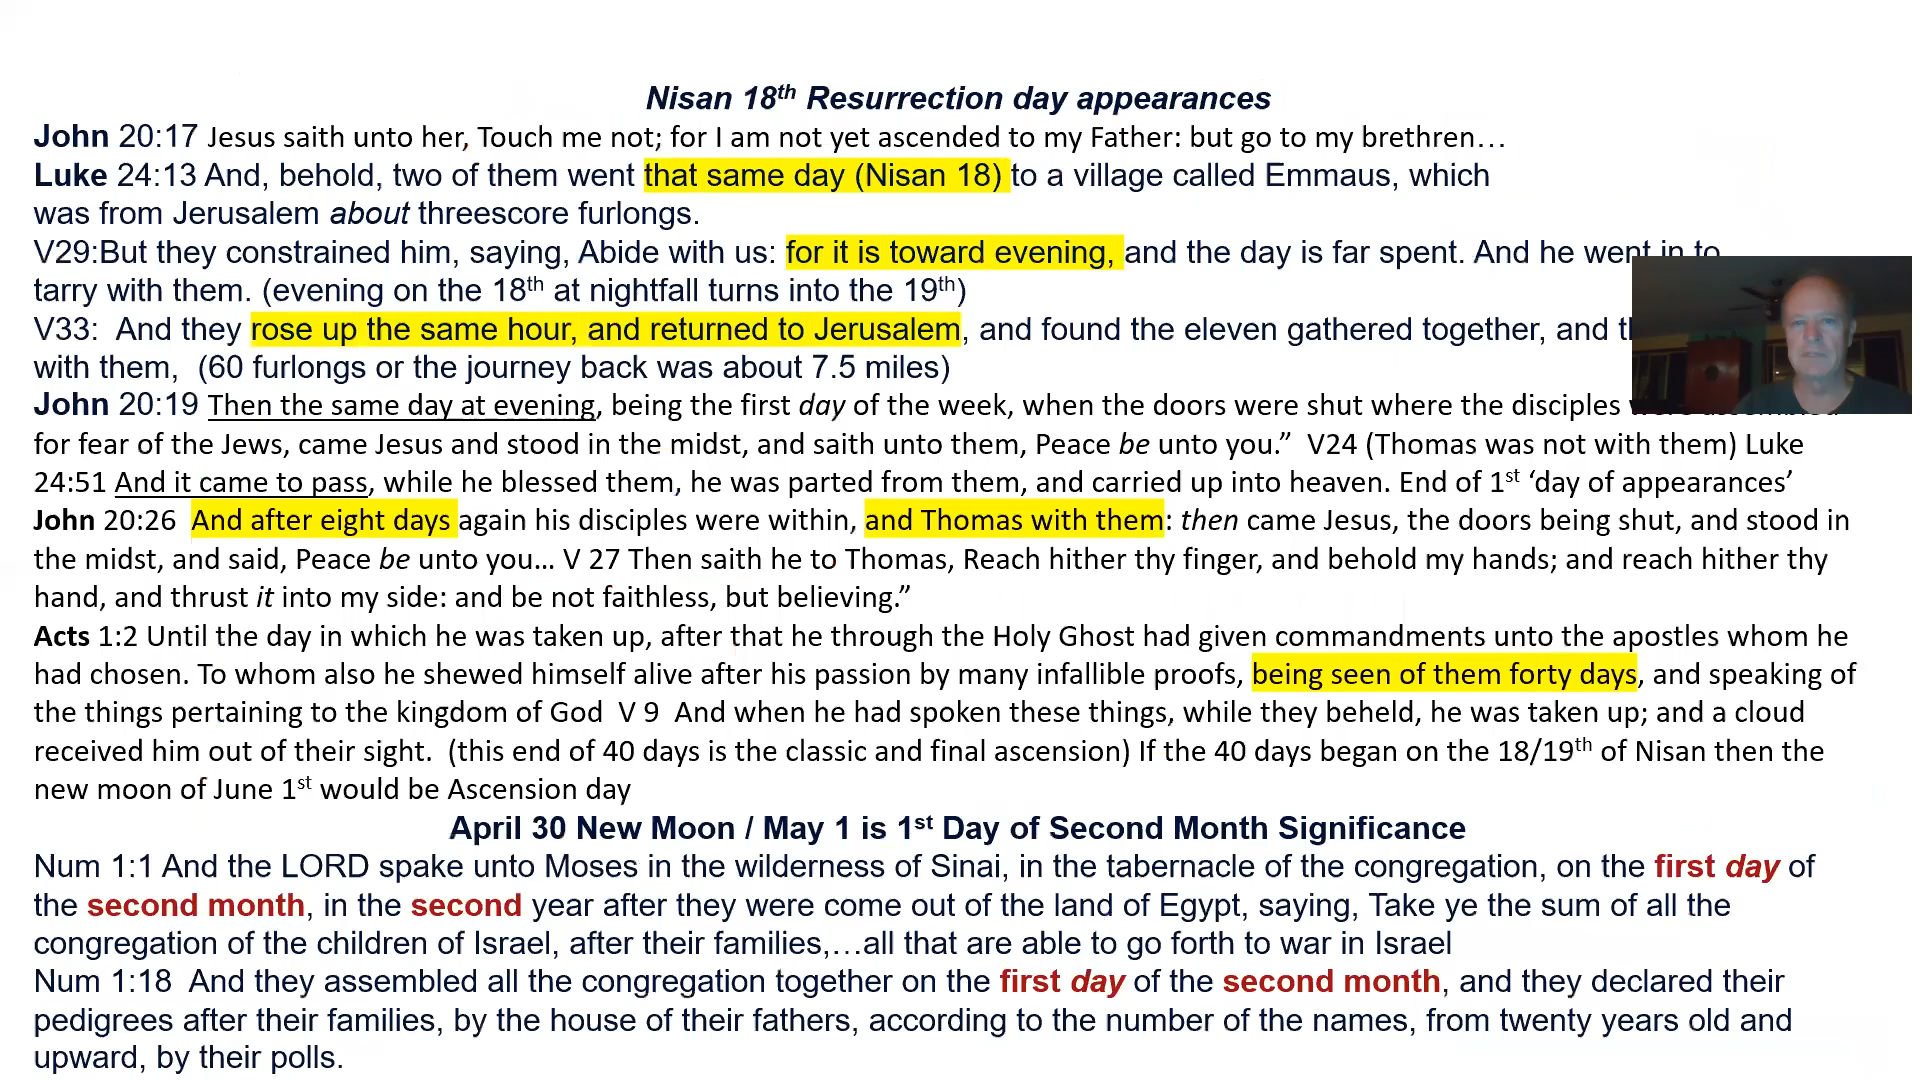 Nisan 18th Resurrection day appearances
John 20:17 Jesus saith unto her, Touch me not; for I am not yet ascended to my Father: but go to my brethren…
Luke 24:13 And, behold, two of them went that same day (Nisan 18) to a village called Emmaus, which
was from Jerusalem about threescore furlongs.
V29:But they constrained him, saying, Abide with us: for it is toward evening, and the day is far spent. And he went in to
tarry with them. (evening on the 18th at nightfall turns into the 19th)
V33: And they rose up the same hour, and returned to Jerusalem, and found the eleven gathered together, and
with them, (60 furlongs or the journey back was about 7.5 miles)
John 20:19 Then the same day at evening, being the first day of the week, when the doors were shut where the disciples
for fear of the Jews, came Jesus and stood in the midst, and saith unto them, Peace be unto you.” V24 (Thomas was not with them) Luke
24:51 And it came to pass, while he blessed them, he was parted from them, and carried up into heaven. End of 1st ‘day of appearances’
John 20:26 And after eight days again his disciples were within, and Thomas with them: then came Jesus, the doors being shut, and stood in
the midst, and said, Peace be unto you… V 27 Then saith he to Thomas, Reach hither thy finger, and behold my hands; and reach hither thy
hand, and thrust it into my side: and be not faithless, but believing.”
Acts 1:2 Until the day in which he was taken up, after that he through the Holy Ghost had given commandments unto the apostles whom he
had chosen. To whom also he shewed himself alive after his passion by many infallible proofs, being seen of them forty days, and speaking of
the things pertaining to the kingdom of God V 9 And when he had spoken these things, while they beheld, he was taken up; and a cloud
received him out of their sight. (this end of 40 days is the classic and final ascension) If the 40 days began on the 18/19th of Nisan then the
new moon of June 1st would be Ascension day
April 30 New Moon / May 1 is 1st Day of Second Month Significance
Num 1:1 And the LORD spake unto Moses in the wilderness of Sinai, in the tabernacle of the congregation, on the first day of
the second month, in the second year after they were come out of the land of Egypt, saying, Take ye the sum of all the
congregation of the children of Israel, after their families,…all that are able to go forth to war in Israel
Num 1:18 And they assembled all the congregation together on the first day of the second month, and they declared their
pedigrees after their families, by the house of their fathers, according to the number of the names, from twenty years old and
upward, by their polls.